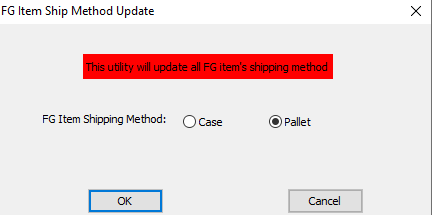 FG Item Ship Method Update
This utility will update all FG item's shipping method
FG Item Shipping Method: Case Pallet
OK Cancel